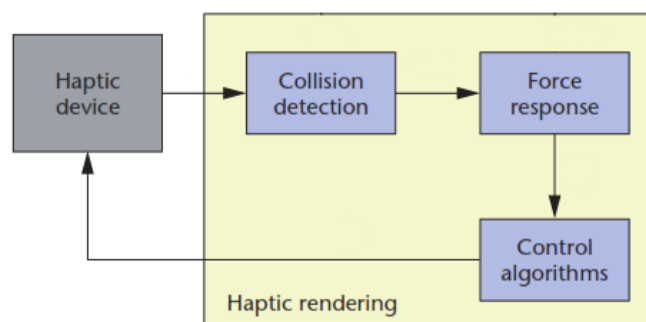 Haptic
device
Collision
detection
Force
response
Control
algorithms
Haptic rendering